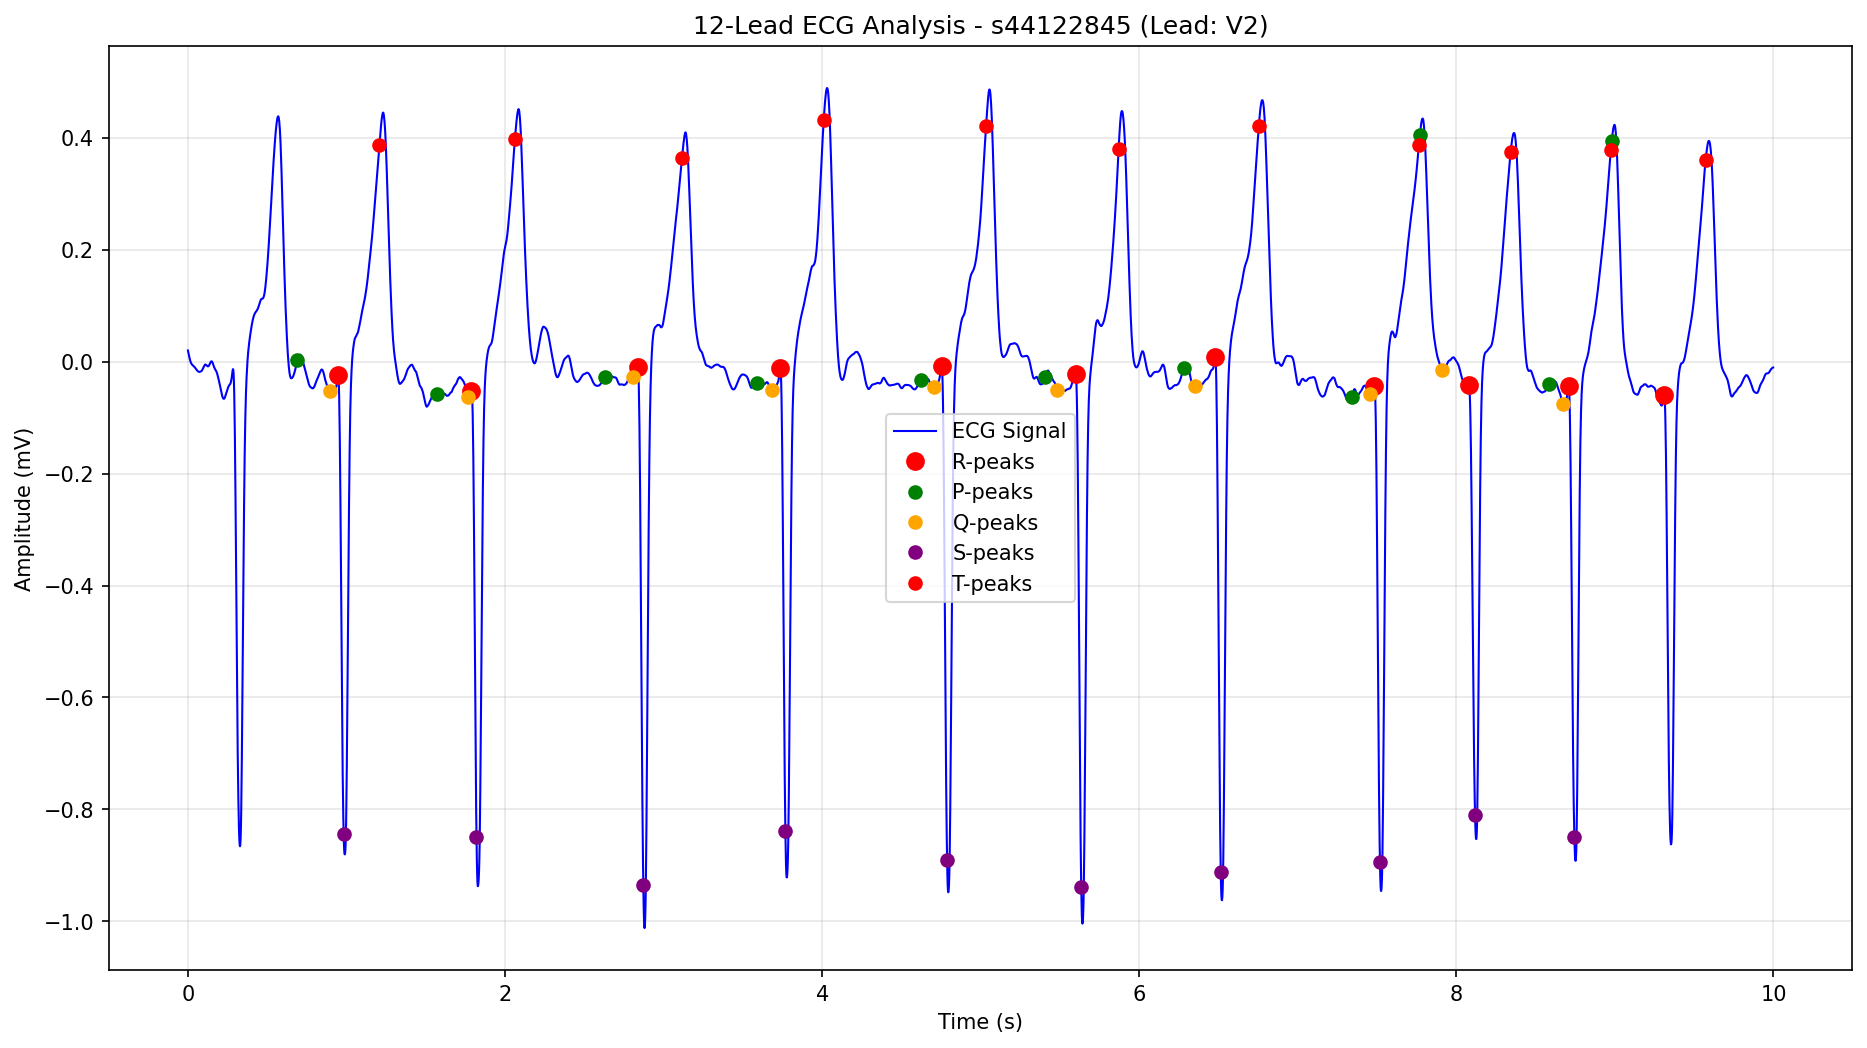 12-Lead ECG Analysis - s44122845 (Lead: V2)
Amplitude (mV)
0.4
0.2
0.0
−0.2
−0.4
−0.6
−0.8
−1.0
ECG Signal
R-peaks
P-peaks
Q-peaks
S-peaks
T-peaks
0 2 4 6 8 10
Time (s)